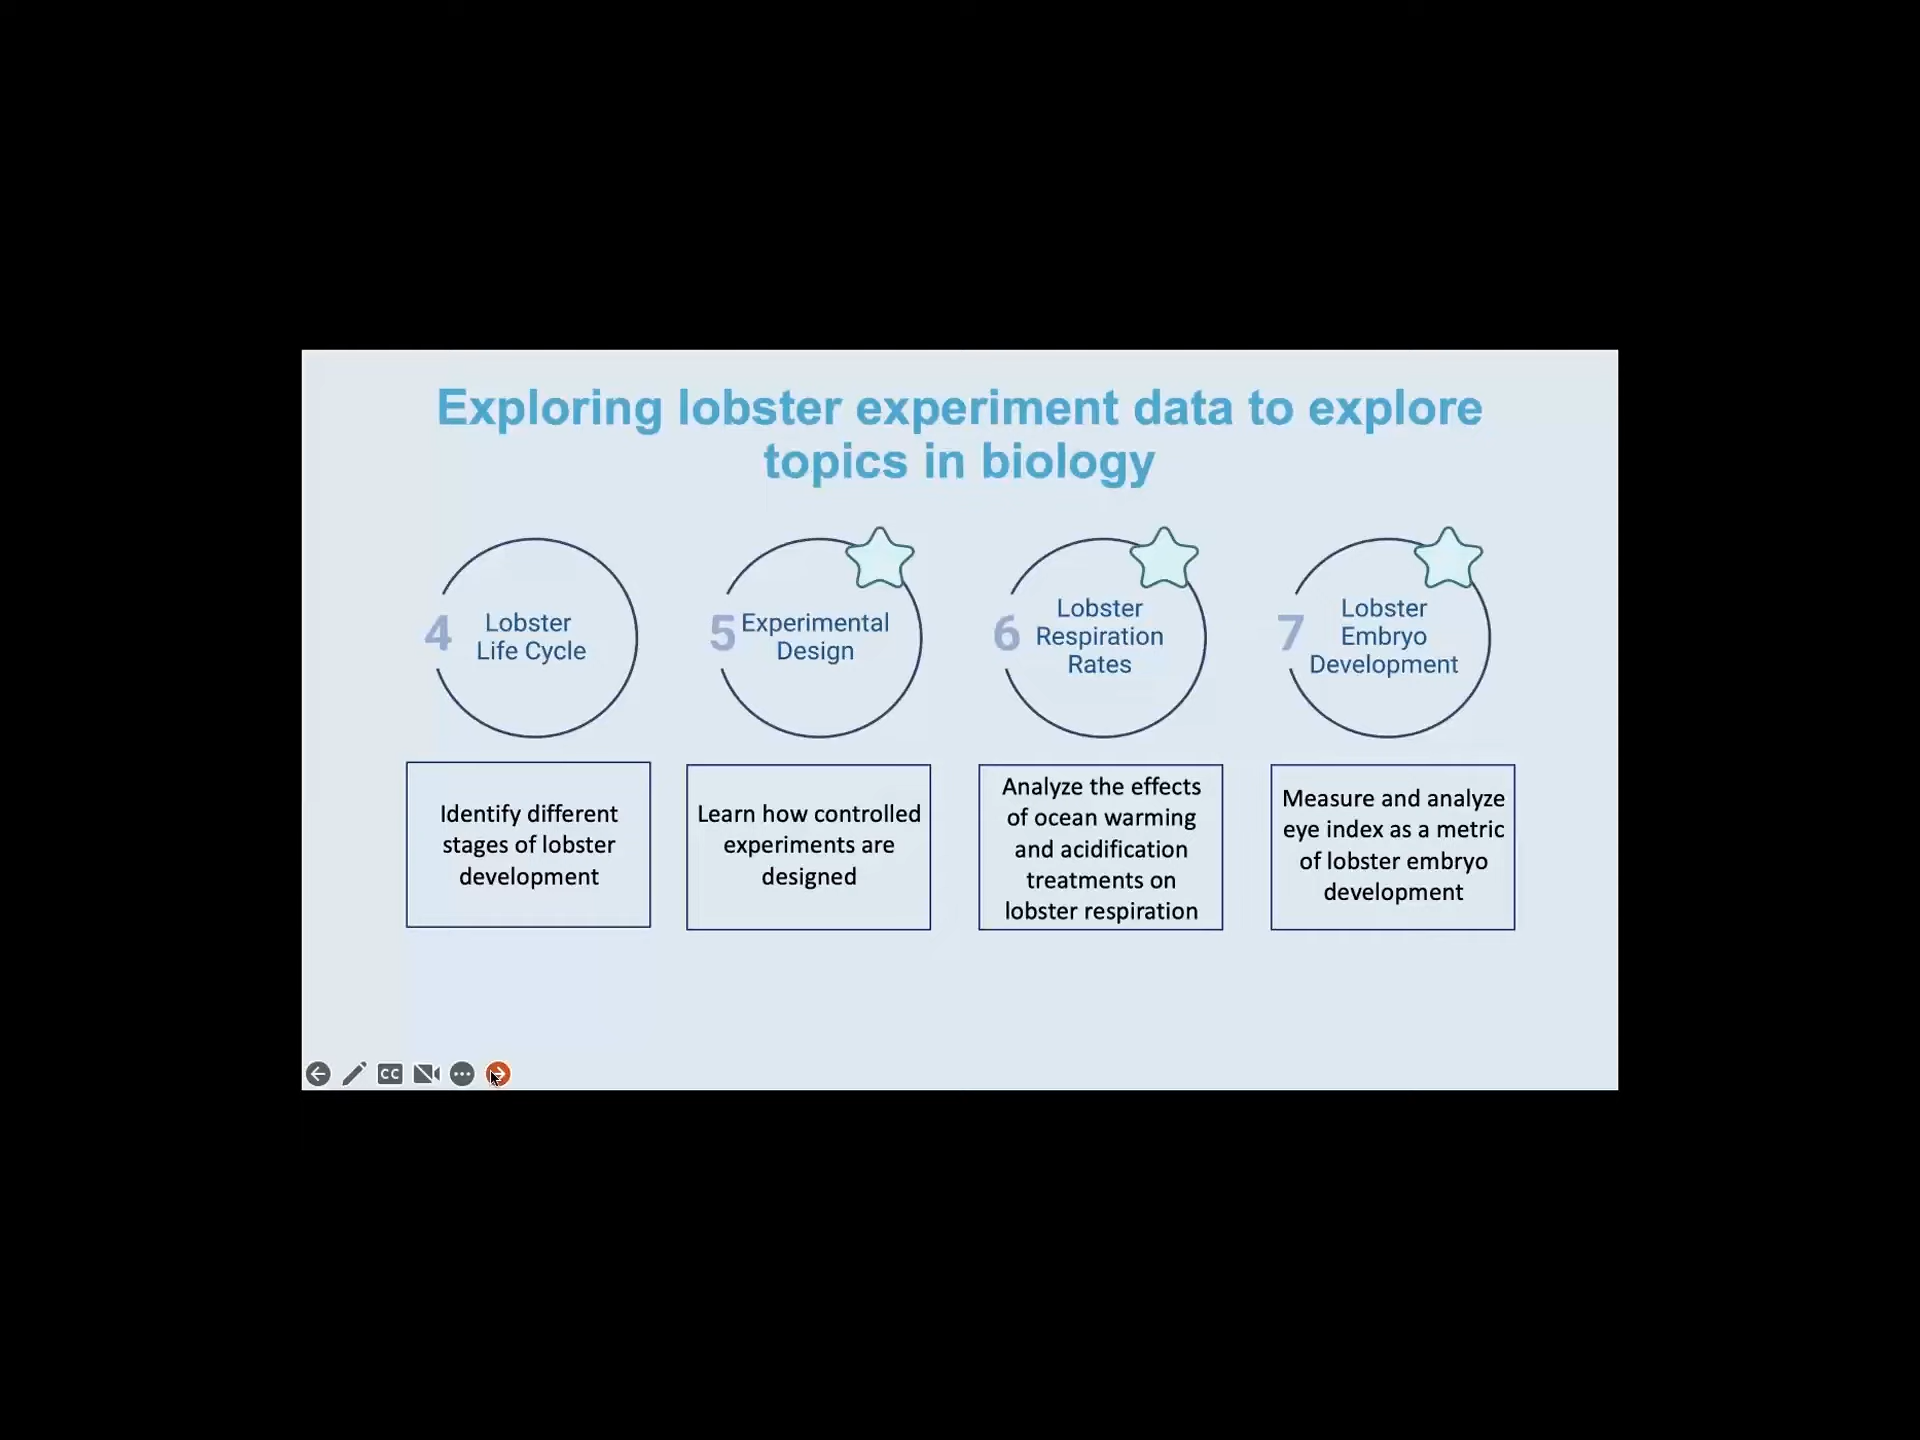 Exploring lobster experiment data to explore
topics in biology
4
Lobster
Life Cycle
5
Experimental
Design
6
Lobster
Respiration
Rates
7
Lobster
Embryo
Development
Identify different
stages of lobster
development
Learn how controlled
experiments are
designed
Analyze the effects
of ocean warming
and acidification
treatments on
lobster respiration
Measure and analyze
eye index as a metric
of lobster embryo
development
CC